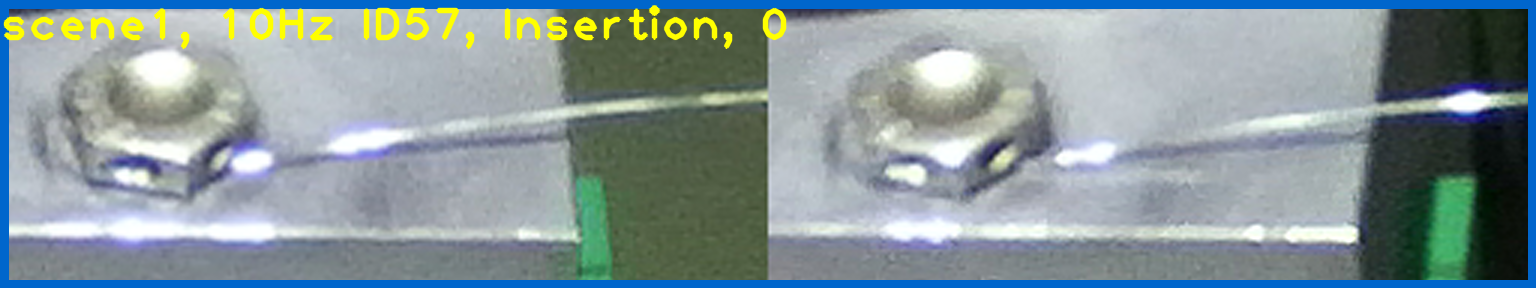 scene1, 10Hz ID57, Insertion, 0